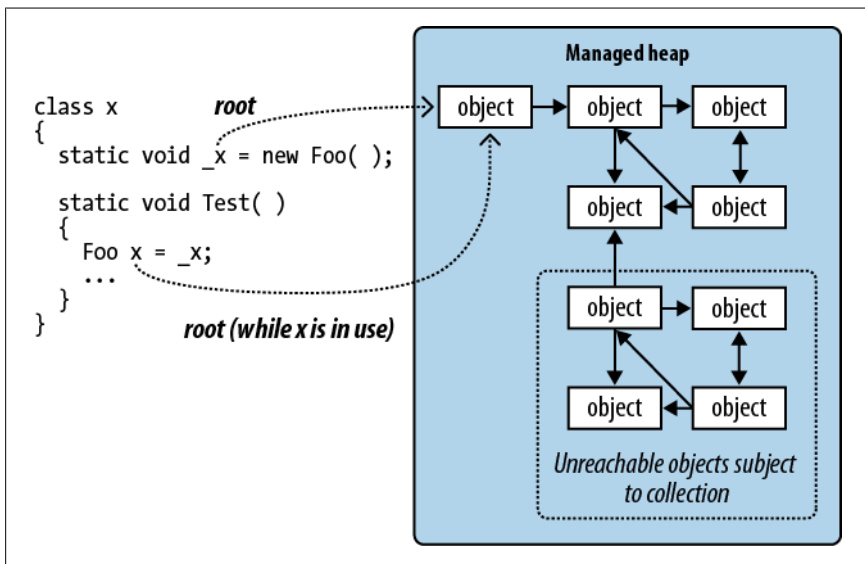 Managed heap
root
object object object
class x
{
static void _x = new Foo( );
object object
static void Test( )
{
Foo x = _x;
...
}
}
root (while x is in use)
object object
object object
Unreachable objects subject
to collection